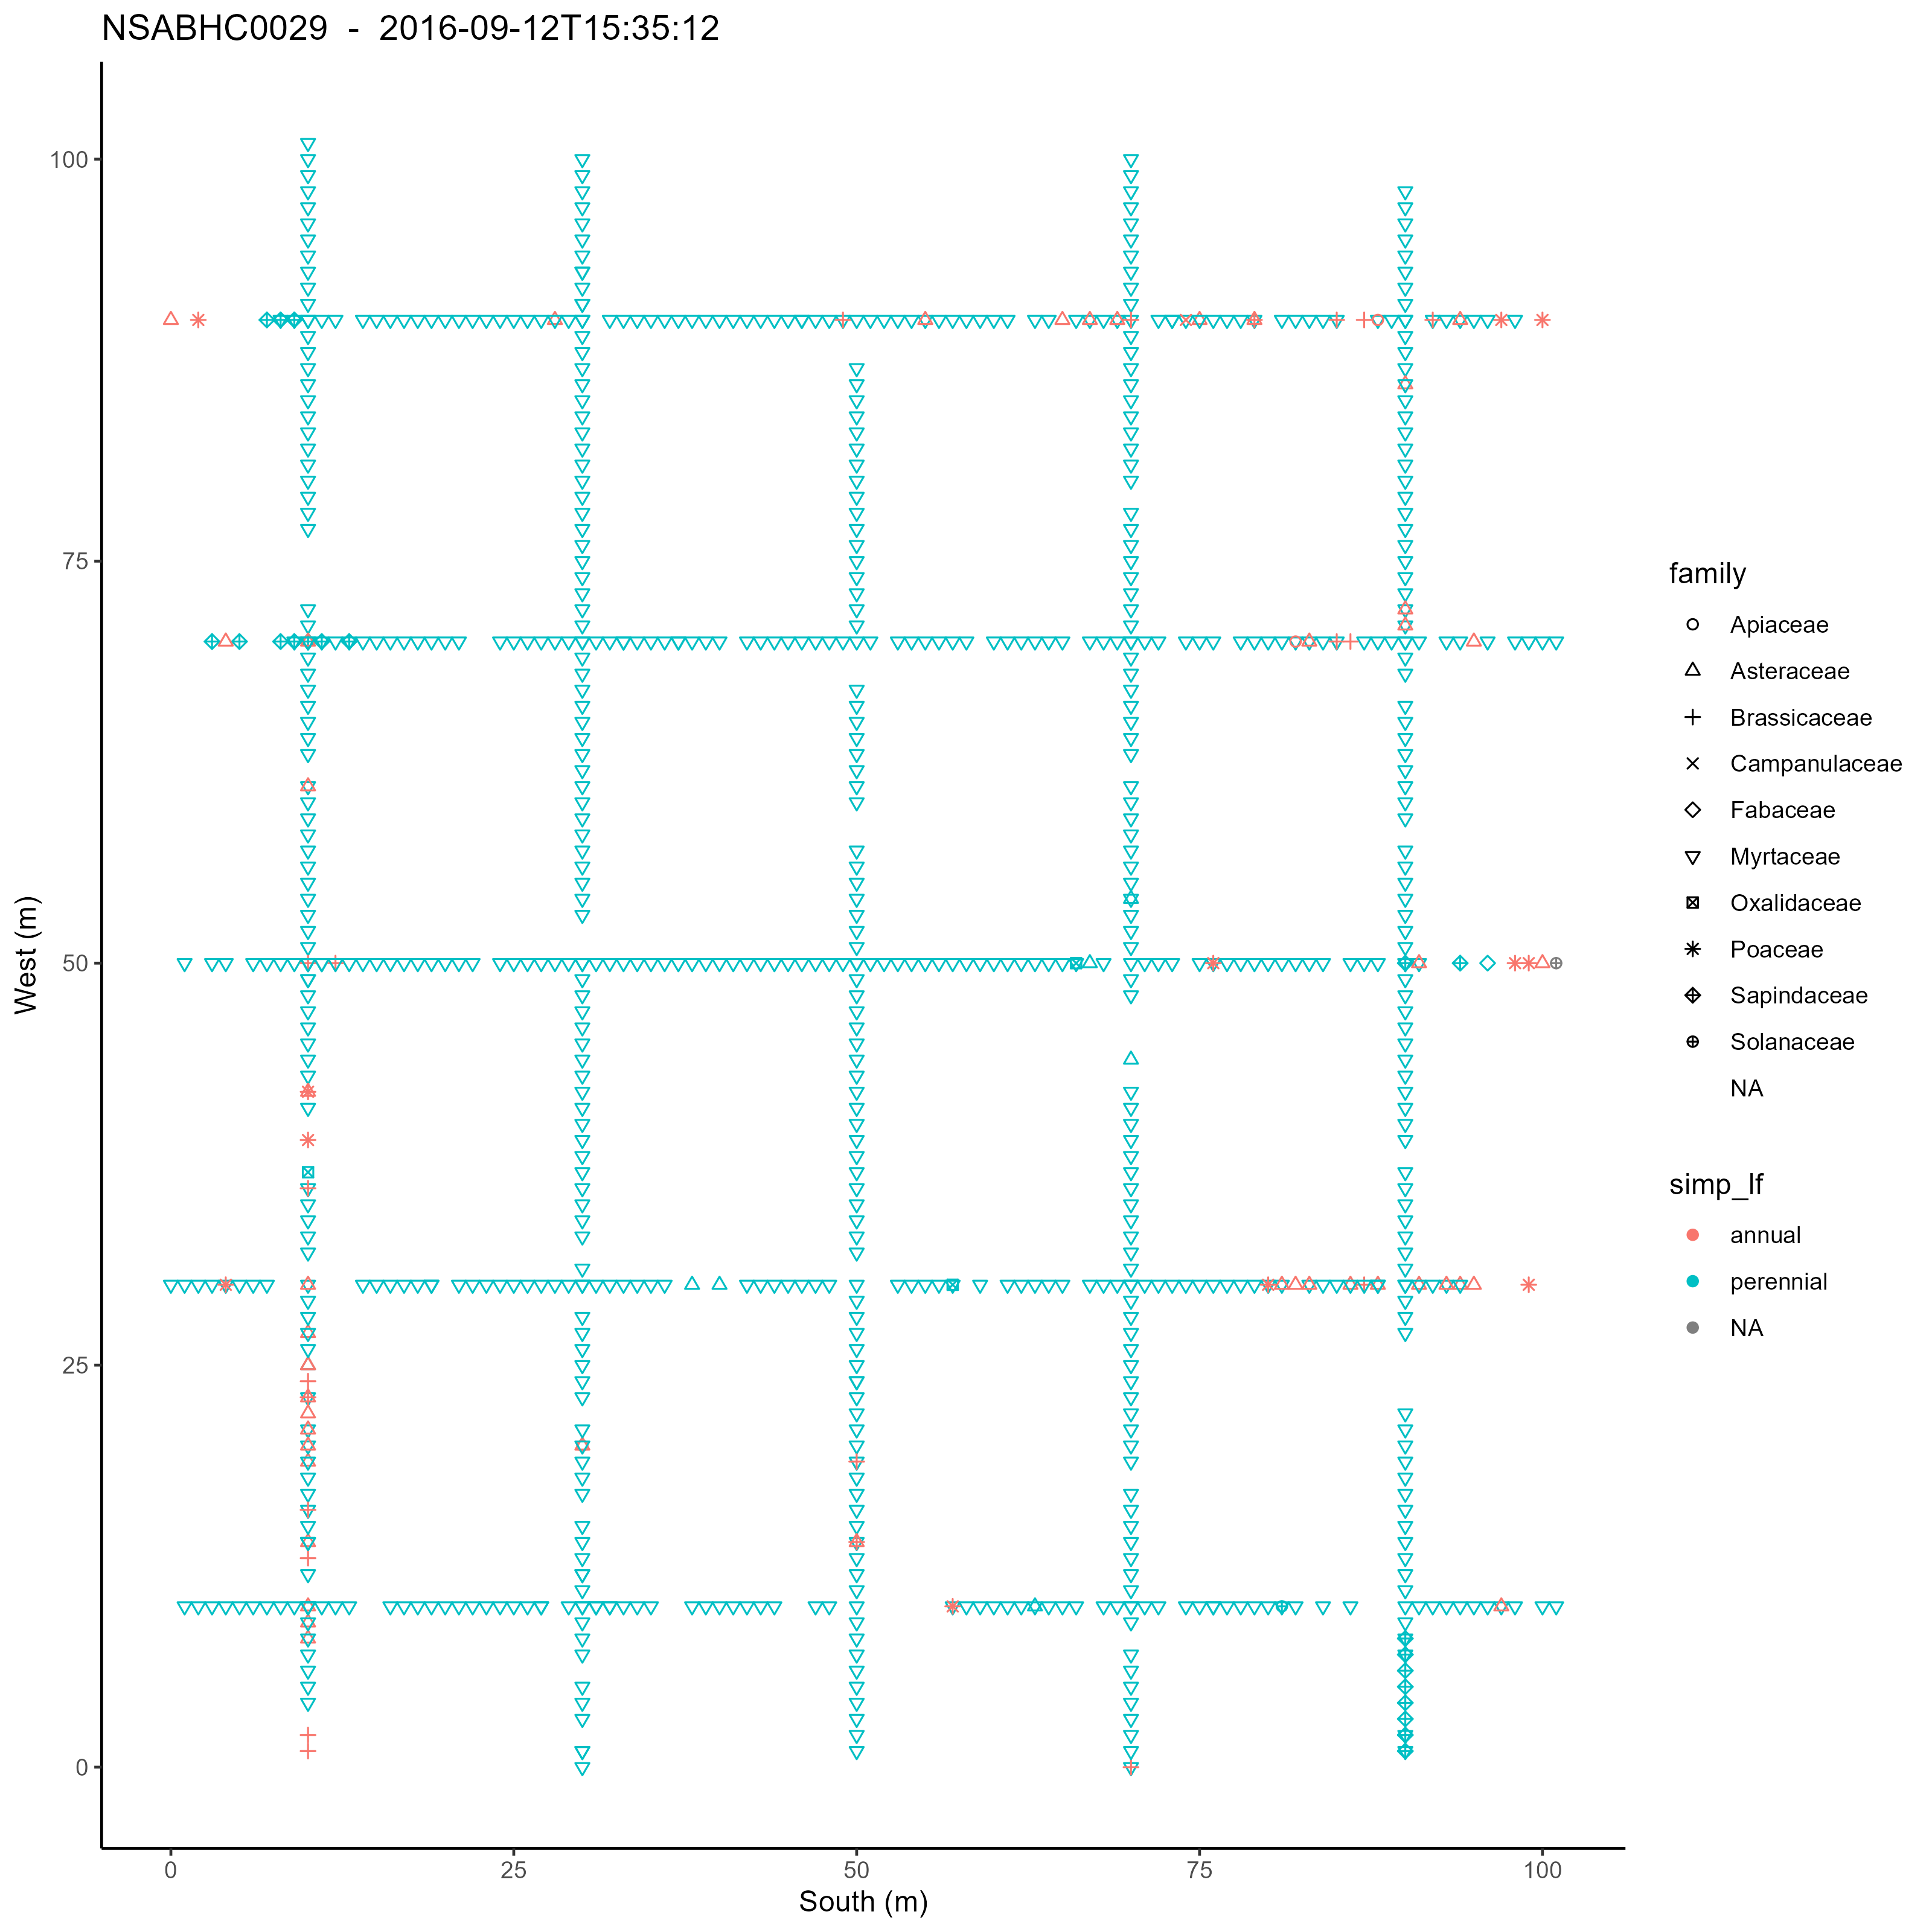 NSABHC0029  -  2016-09-12T15:35:12
100
75
50
25
0
West (m)
0
25
50
75
100
South (m)
family
Apiaceae
Asteraceae
Brassicaceae
Campanulaceae
Fabaceae
Myrtaceae
Oxalidaceae
Poaceae
Sapindaceae
Solanaceae
NA
simp_lf
annual
perennial
NA